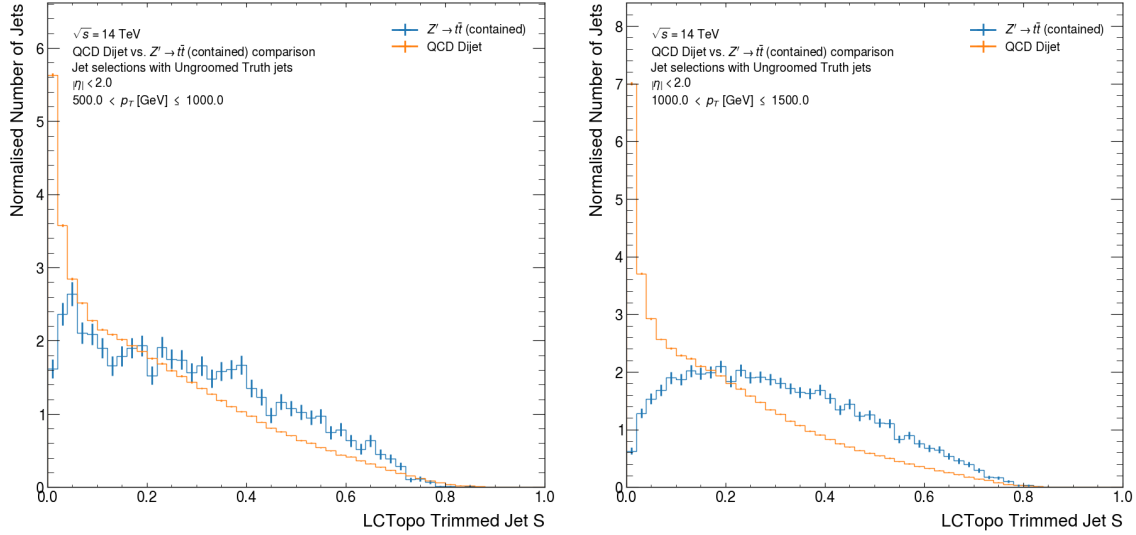 √s = 14 TeV
QCD Dijet vs. Z′ → tt̄ (contained) comparison
Jet selections with Ungroomed Truth jets
|η| < 2.0
500.0 < p_T [GeV] ≤ 1000.0
Z′ → tt̄ (contained)
QCD Dijet
Normalised Number of Jets
6
5
4
3
2
1
0
0.0 0.2 0.4 0.6 0.8 1.0
LCTopo Trimmed Jet S
√s = 14 TeV
QCD Dijet vs. Z′ → tt̄ (contained) comparison
Jet selections with Ungroomed Truth jets
|η| < 2.0
1000.0 < p_T [GeV] ≤ 1500.0
Z′ → tt̄ (contained)
QCD Dijet
Normalised Number of Jets
8
7
6
5
4
3
2
1
0
0.0 0.2 0.4 0.6 0.8 1.0
LCTopo Trimmed Jet S